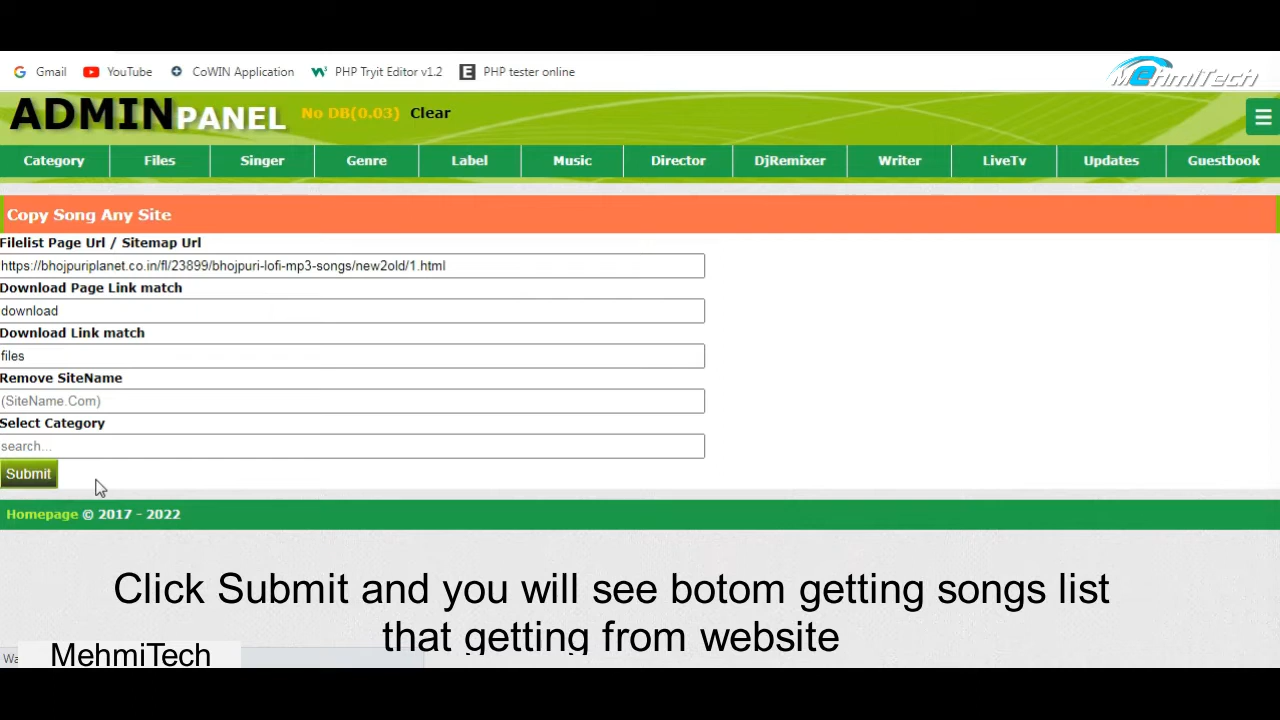 Gmail YouTube CoWIN Application PHP Tryit Editor v1.2 E PHP tester online
MehmiTech
ADMINPANEL No DB(0.03) Clear
Category Files Singer Genre Label Music Director DjRemixer Writer LiveTv Updates Guestbook
Copy Song Any Site
Filelist Page Url / Sitemap Url
https://bhojpuriplanet.co.in/fl/23899/bhojpuri-lofi-mp3-songs/new2old/1.html
Download Page Link match
download
Download Link match
files
Remove SiteName
(SiteName.Com)
Select Category
search...
Submit
Homepage © 2017 - 2022
Click Submit and you will see botom getting songs list
that getting from website
MehmiTech